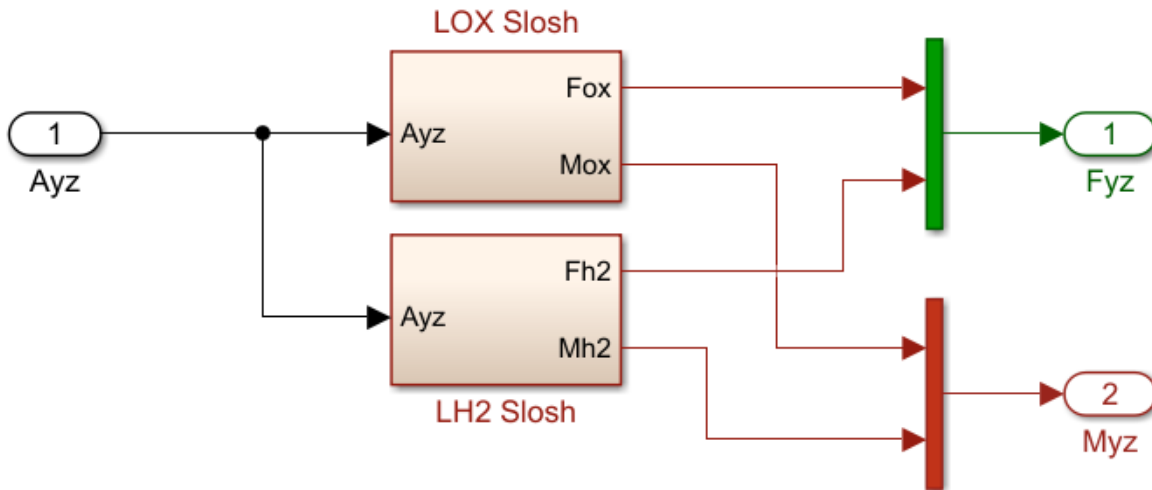 LOX Slosh
1
Ayz
Ayz
Fox
Mox
1
Fyz
Ayz
Fh2
Mh2
LH2 Slosh
2
Myz